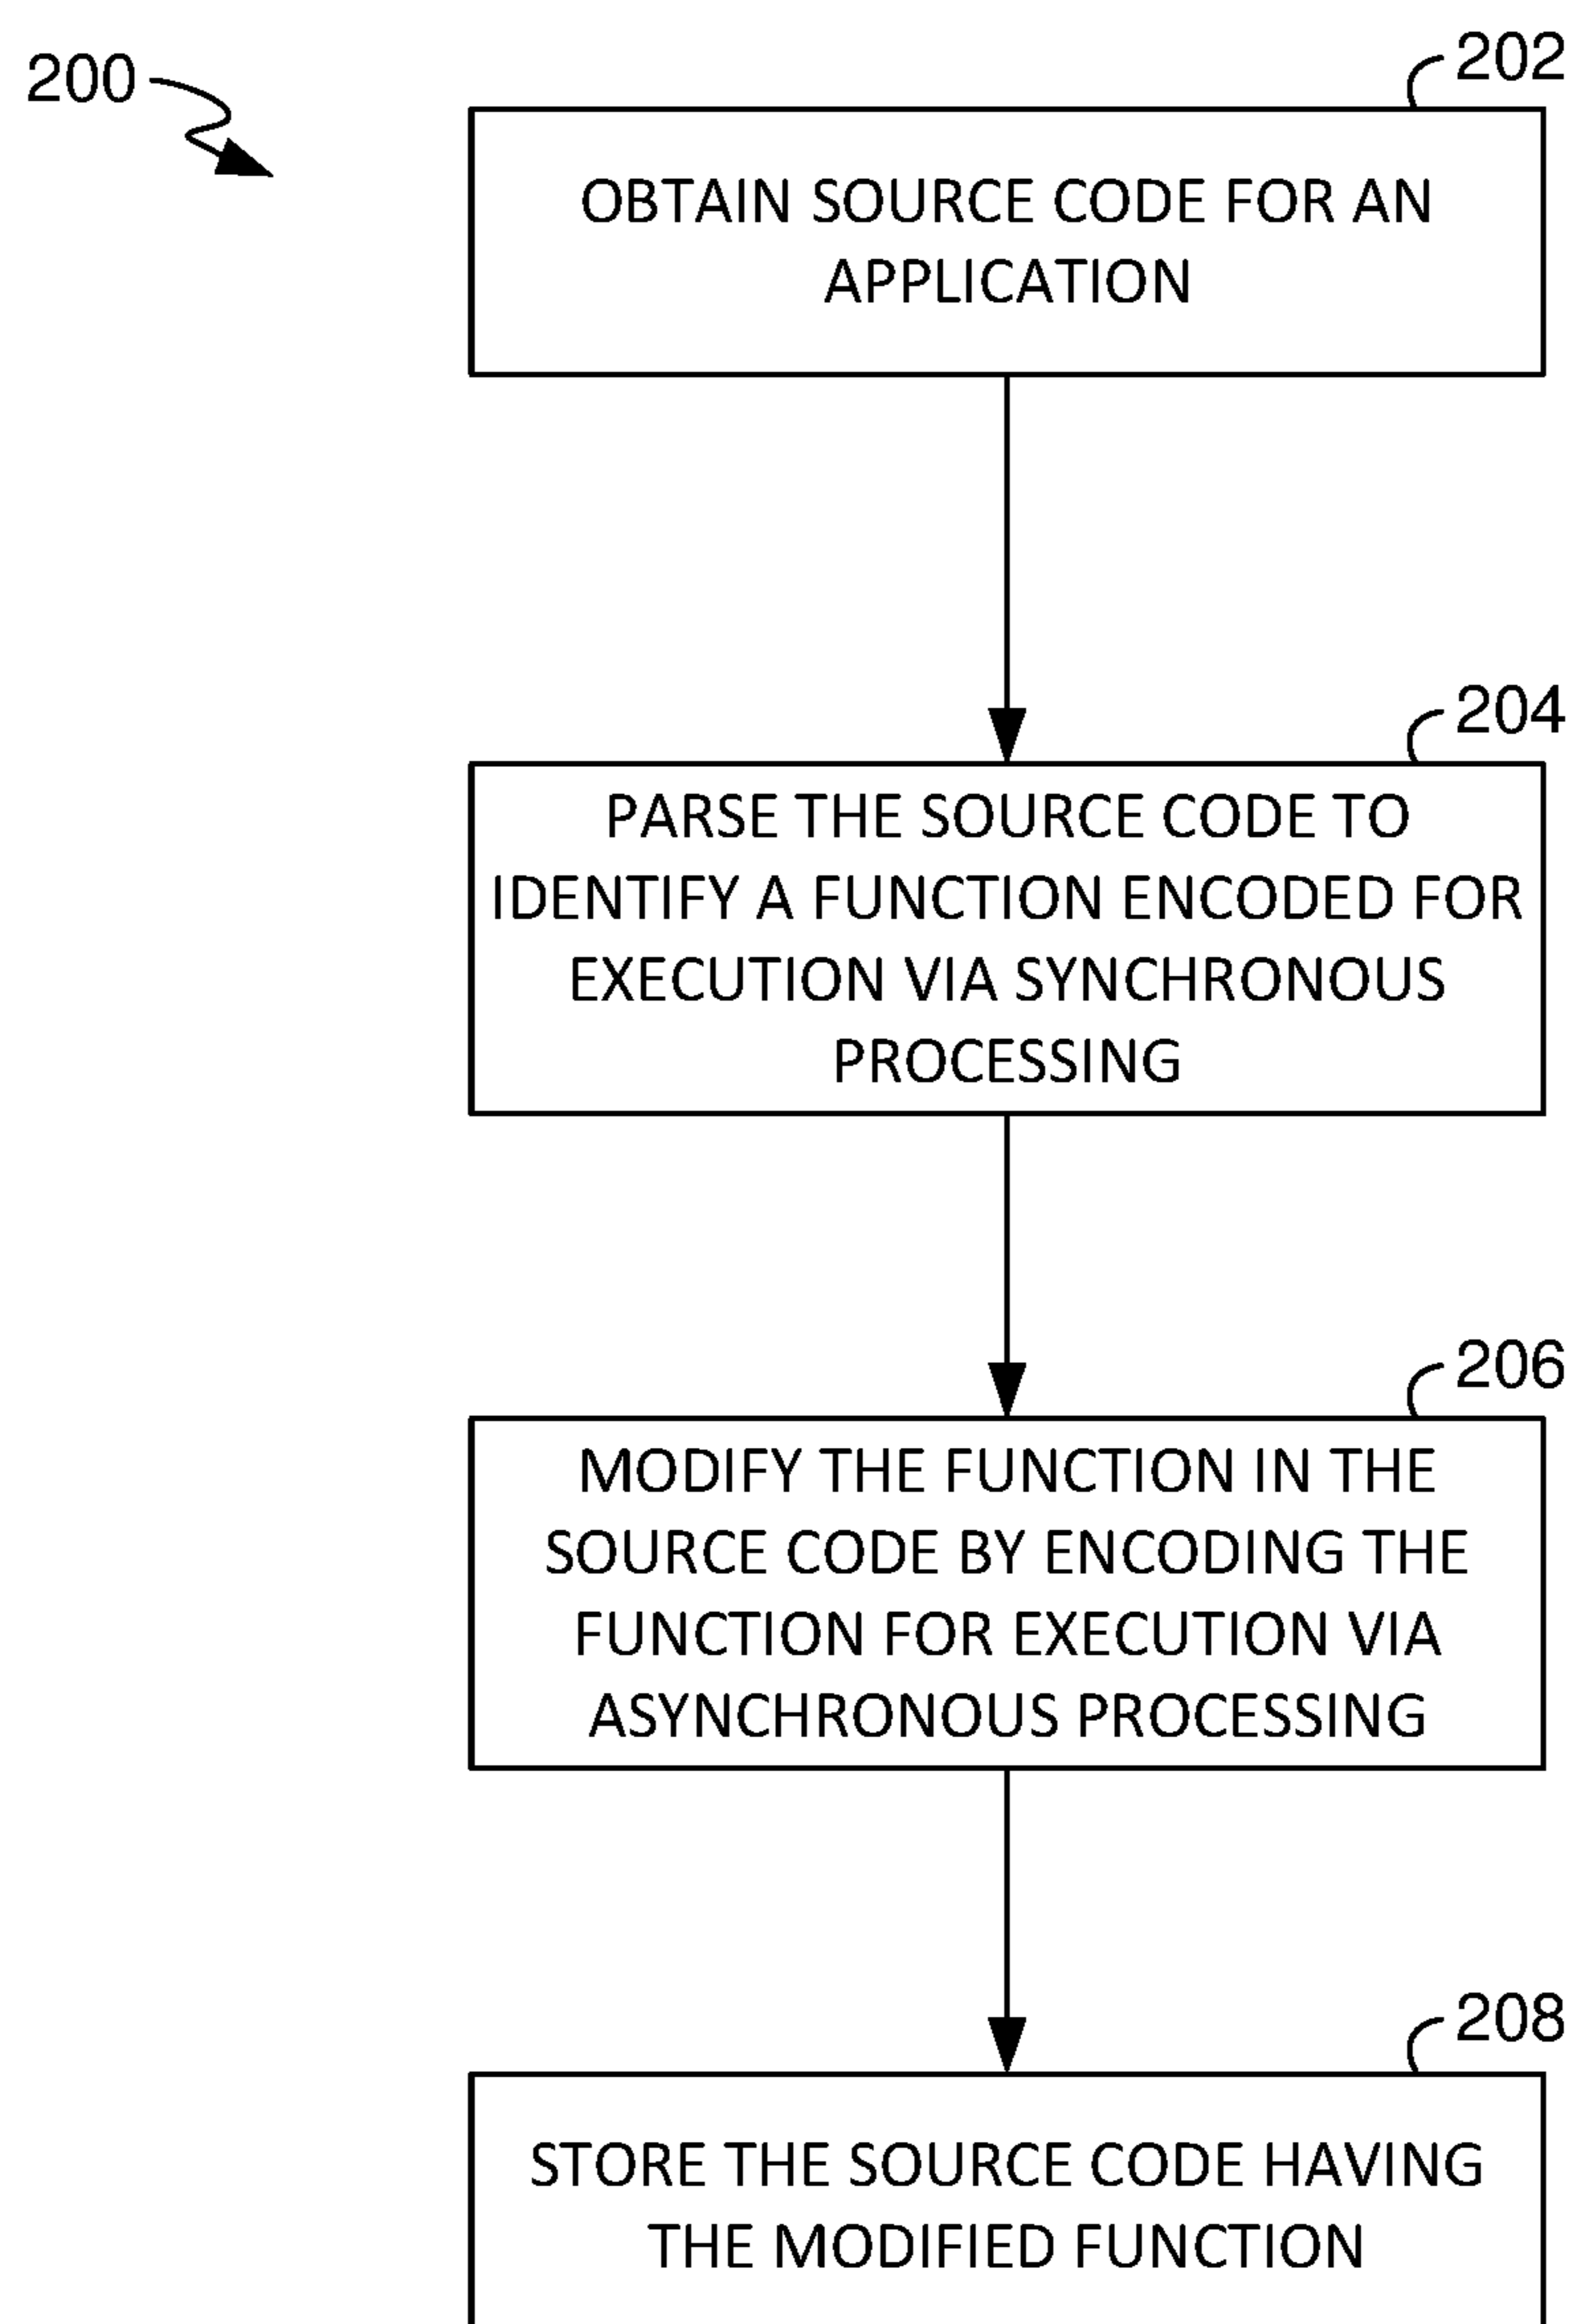 200
202
OBTAIN SOURCE CODE FOR AN
APPLICATION
204
PARSE THE SOURCE CODE TO
IDENTIFY A FUNCTION ENCODED FOR
EXECUTION VIA SYNCHRONOUS
PROCESSING
206
MODIFY THE FUNCTION IN THE
SOURCE CODE BY ENCODING THE
FUNCTION FOR EXECUTION VIA
ASYNCHRONOUS PROCESSING
208
STORE THE SOURCE CODE HAVING
THE MODIFIED FUNCTION